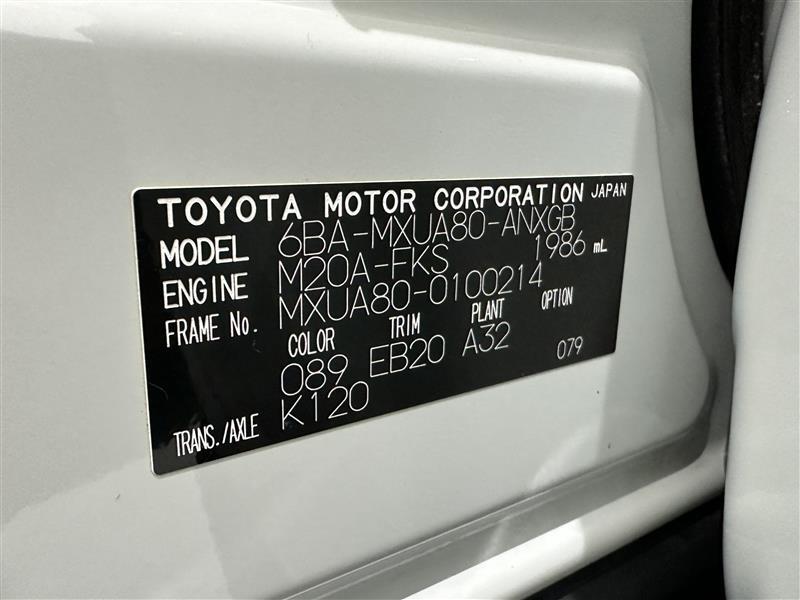 TOYOTA MOTOR CORPORATION JAPAN
MODEL 6BA-MXUA80-ANXGB
ENGINE M20A-FKS 1986 mL
FRAME No. MXUA80-0100214
COLOR TRIM PLANT OPTION
089 EB20 A32 079
TRANS./AXLE K120